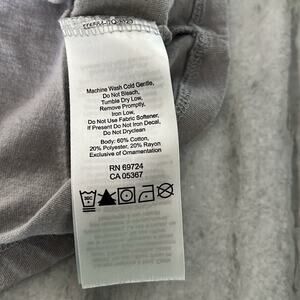 Machine Wash Cold Gentle,
Do Not Bleach,
Tumble Dry Low,
Remove Promptly,
Iron Low,
Do Not Use Fabric Softener,
If Present Do Not Iron Decal,
Do Not Dryclean
Body: 60% Cotton,
20% Polyester, 20% Rayon
Exclusive of Ornamentation
RN 69724
CA 05367